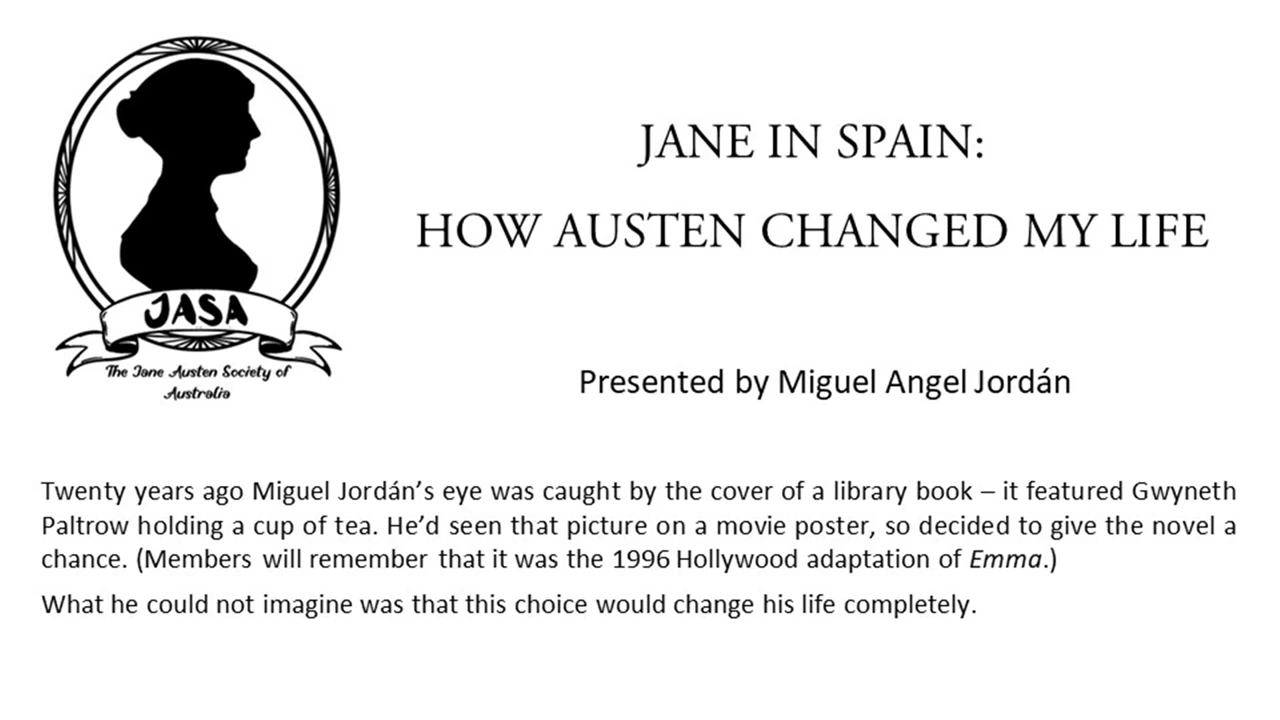 JASA
The Jane Austen Society of
Australia
JANE IN SPAIN:
HOW AUSTEN CHANGED MY LIFE
Presented by Miguel Angel Jordán
Twenty years ago Miguel Jordán’s eye was caught by the cover of a library book – it featured Gwyneth
Paltrow holding a cup of tea. He’d seen that picture on a movie poster, so decided to give the novel a
chance. (Members will remember that it was the 1996 Hollywood adaptation of Emma.)
What he could not imagine was that this choice would change his life completely.